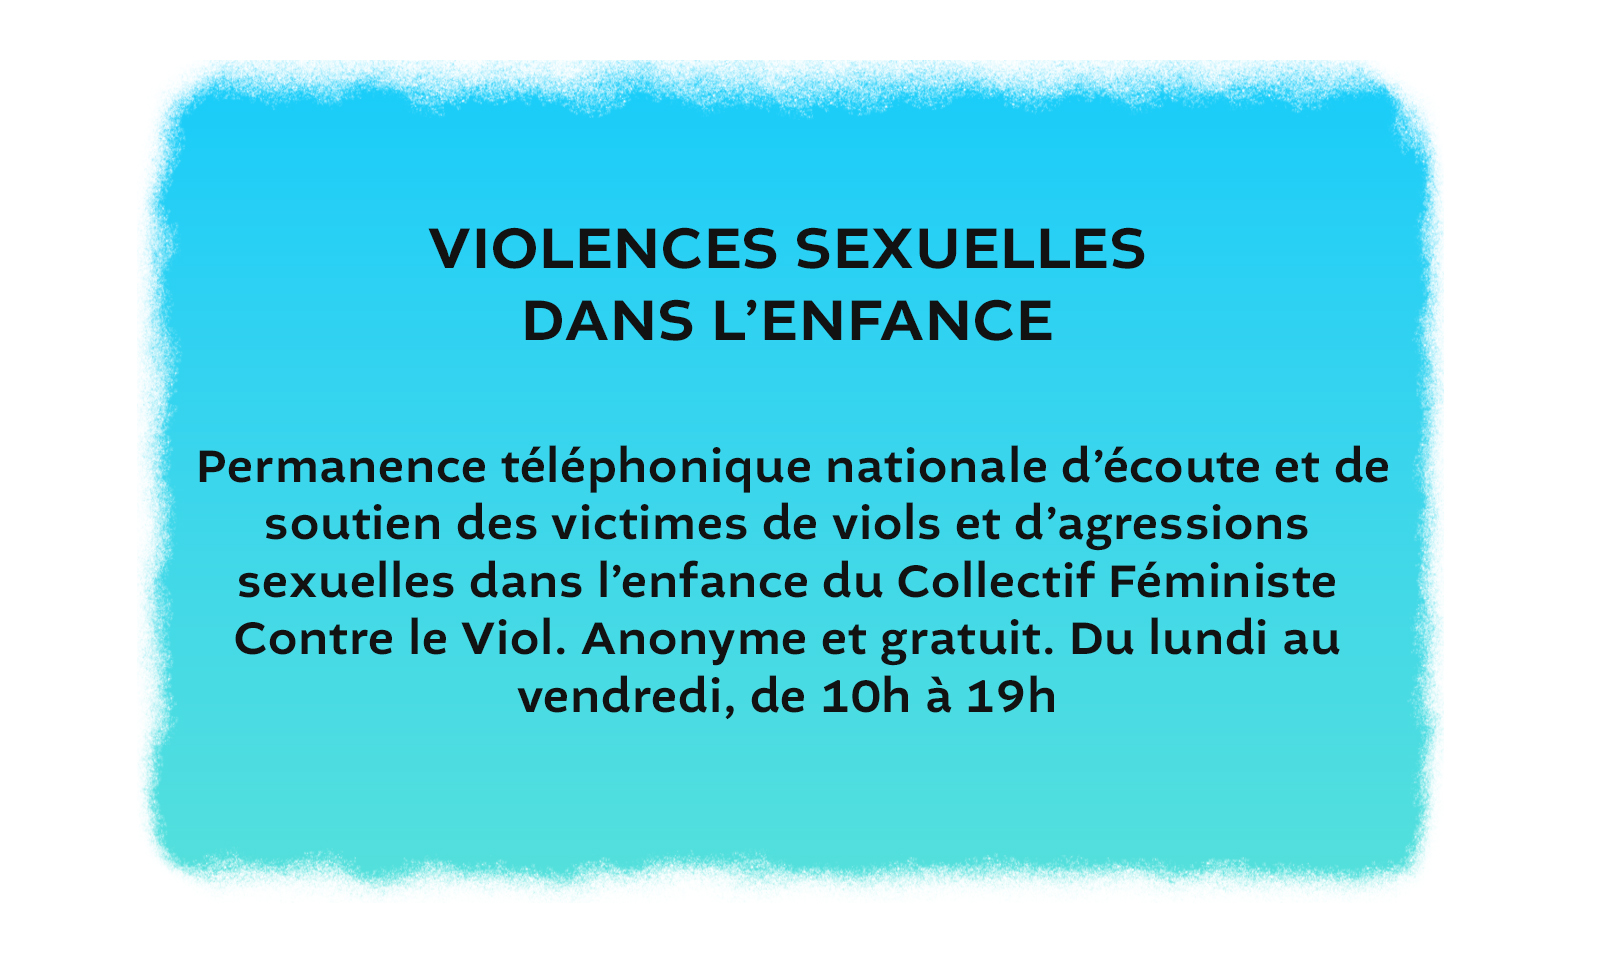 VIOLENCES SEXUELLES
DANS L’ENFANCE
Permanence téléphonique nationale d’écoute et de
soutien des victimes de viols et d’agressions
sexuelles dans l’enfance du Collectif Féministe
Contre le Viol. Anonyme et gratuit. Du lundi au
vendredi, de 10h à 19h